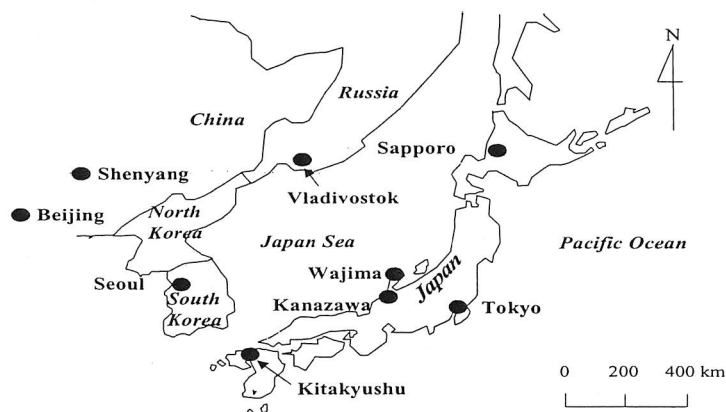 N
Russia
China
Sapporo
Shenyang
Vladivostok
North
Korea
Beijing
Japan Sea
Pacific Ocean
Wajima
Japan
Seoul
South
Korea
Kanazawa
Tokyo
Kitakyushu
0 200 400 km